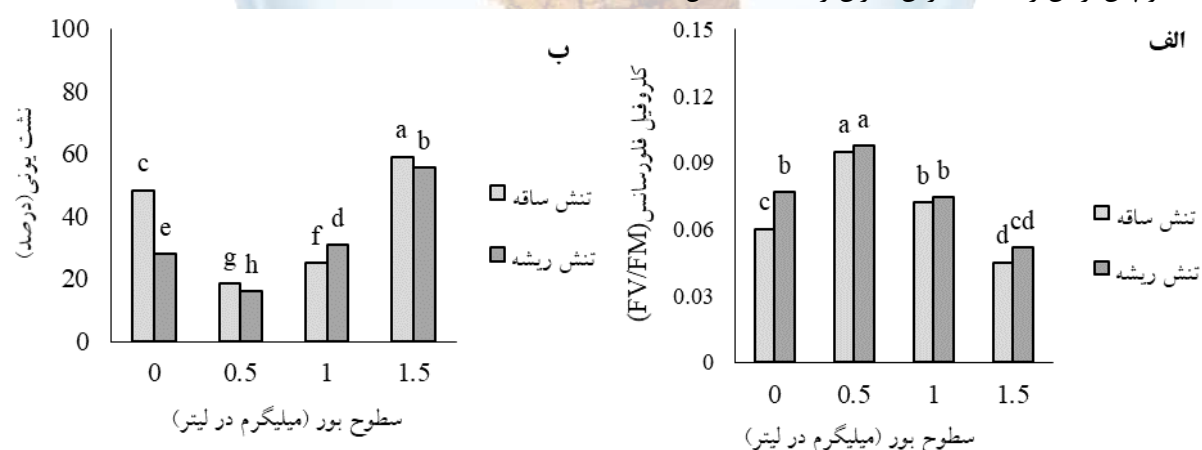 الف
کلروفیل فلورسانس(FV/FM)
0.15
0.12
0.09
0.06
0.03
0
c b
a a
b b
d cd
0 0.5 1 1.5
سطوح بور (میلیگرم در لیتر)
تنش ساقه
تنش ریشه
ب
نشت یونی(درصد)
100
80
60
40
20
0
c e
g h
f d
a b
0 0.5 1 1.5
سطوح بور (میلیگرم در لیتر)
تنش ساقه
تنش ریشه